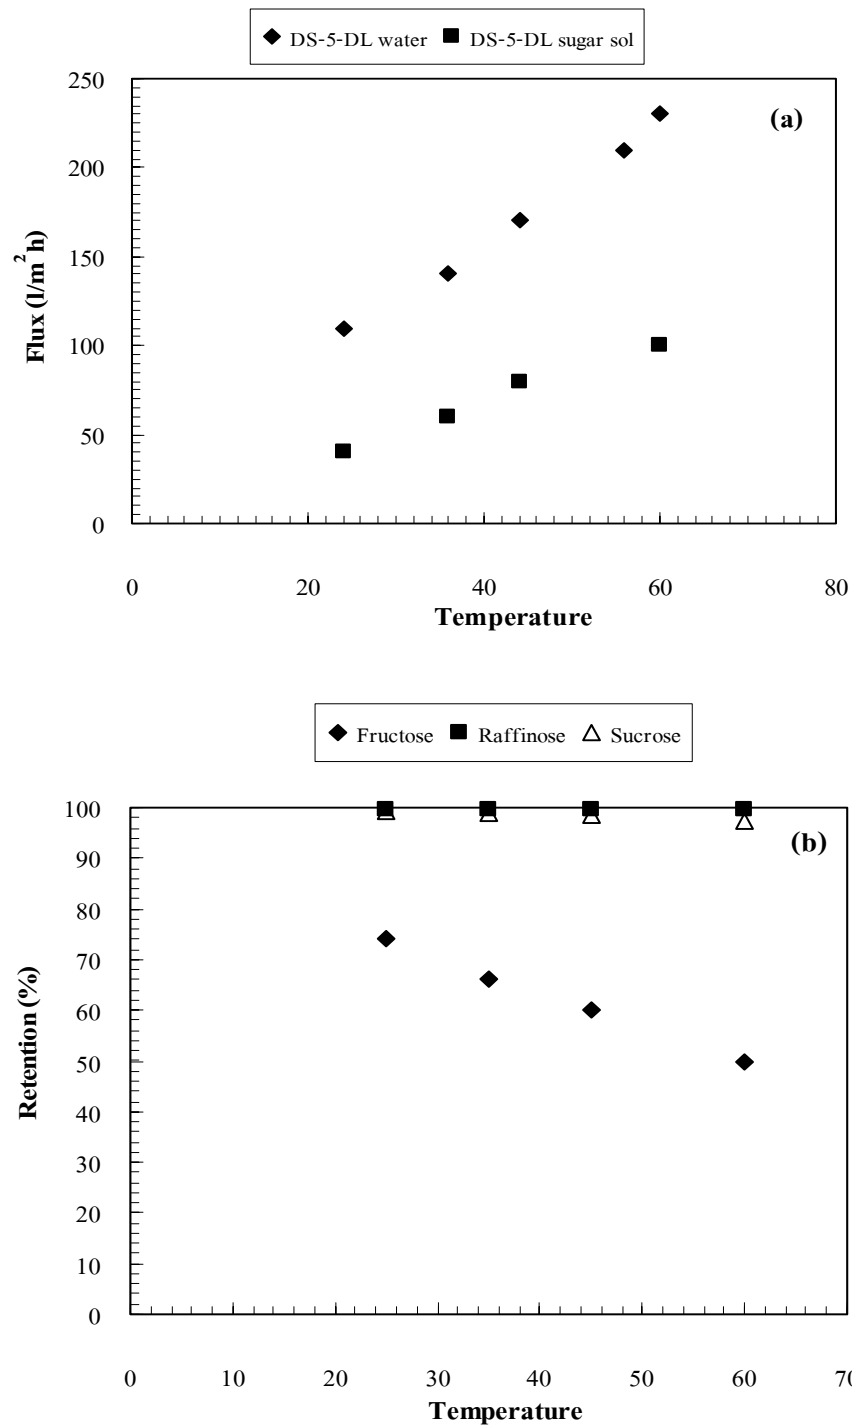 DS-5-DL water DS-5-DL sugar sol
250
(a)
200
150
100
50
0
Flux (l/m²h)
0 20 40 60 80
Temperature
Fructose Raffinose Sucrose
100
(b)
90
80
70
60
50
40
30
20
10
0
Retention (%)
0 10 20 30 40 50 60 70
Temperature